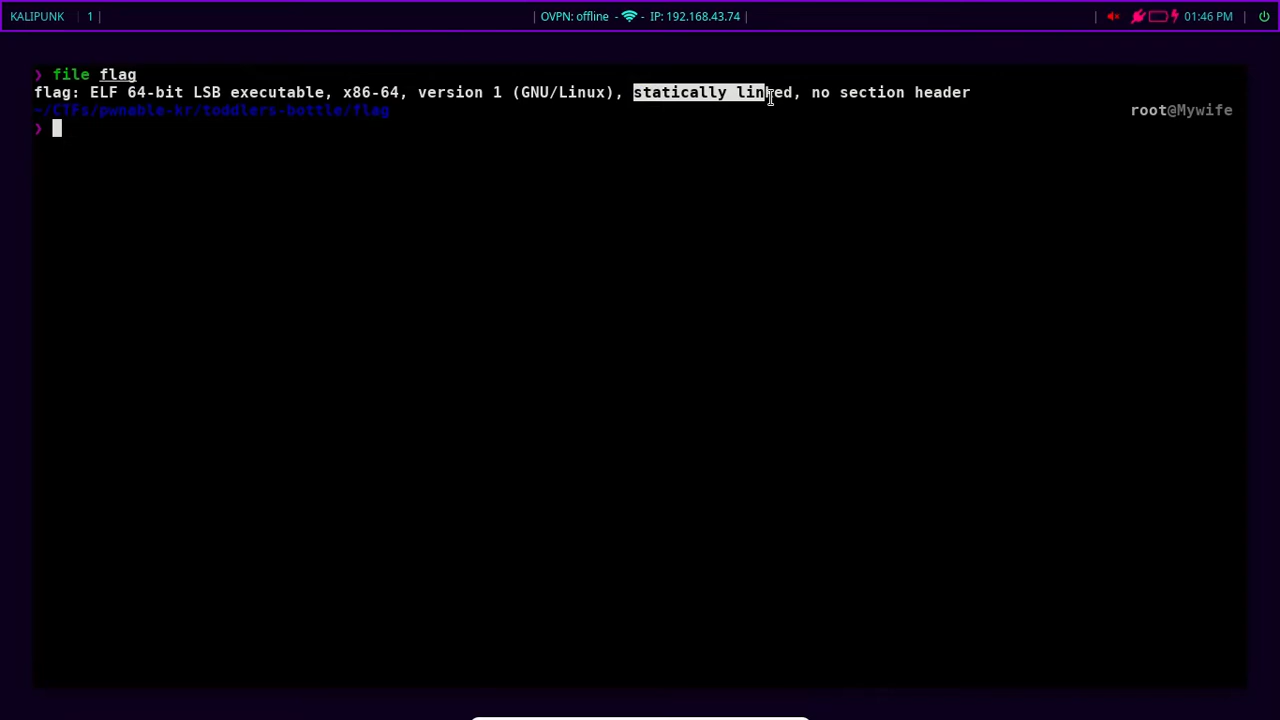 KALIPUNK | 1 | | OVPN: offline - - IP: 192.168.43.74 | | 01:46 PM |
❯ file flag
flag: ELF 64-bit LSB executable, x86-64, version 1 (GNU/Linux), statically linked, no section header
~/CTFs/pwnable-kr/toddlers-bottle/flag root@Mywife
❯